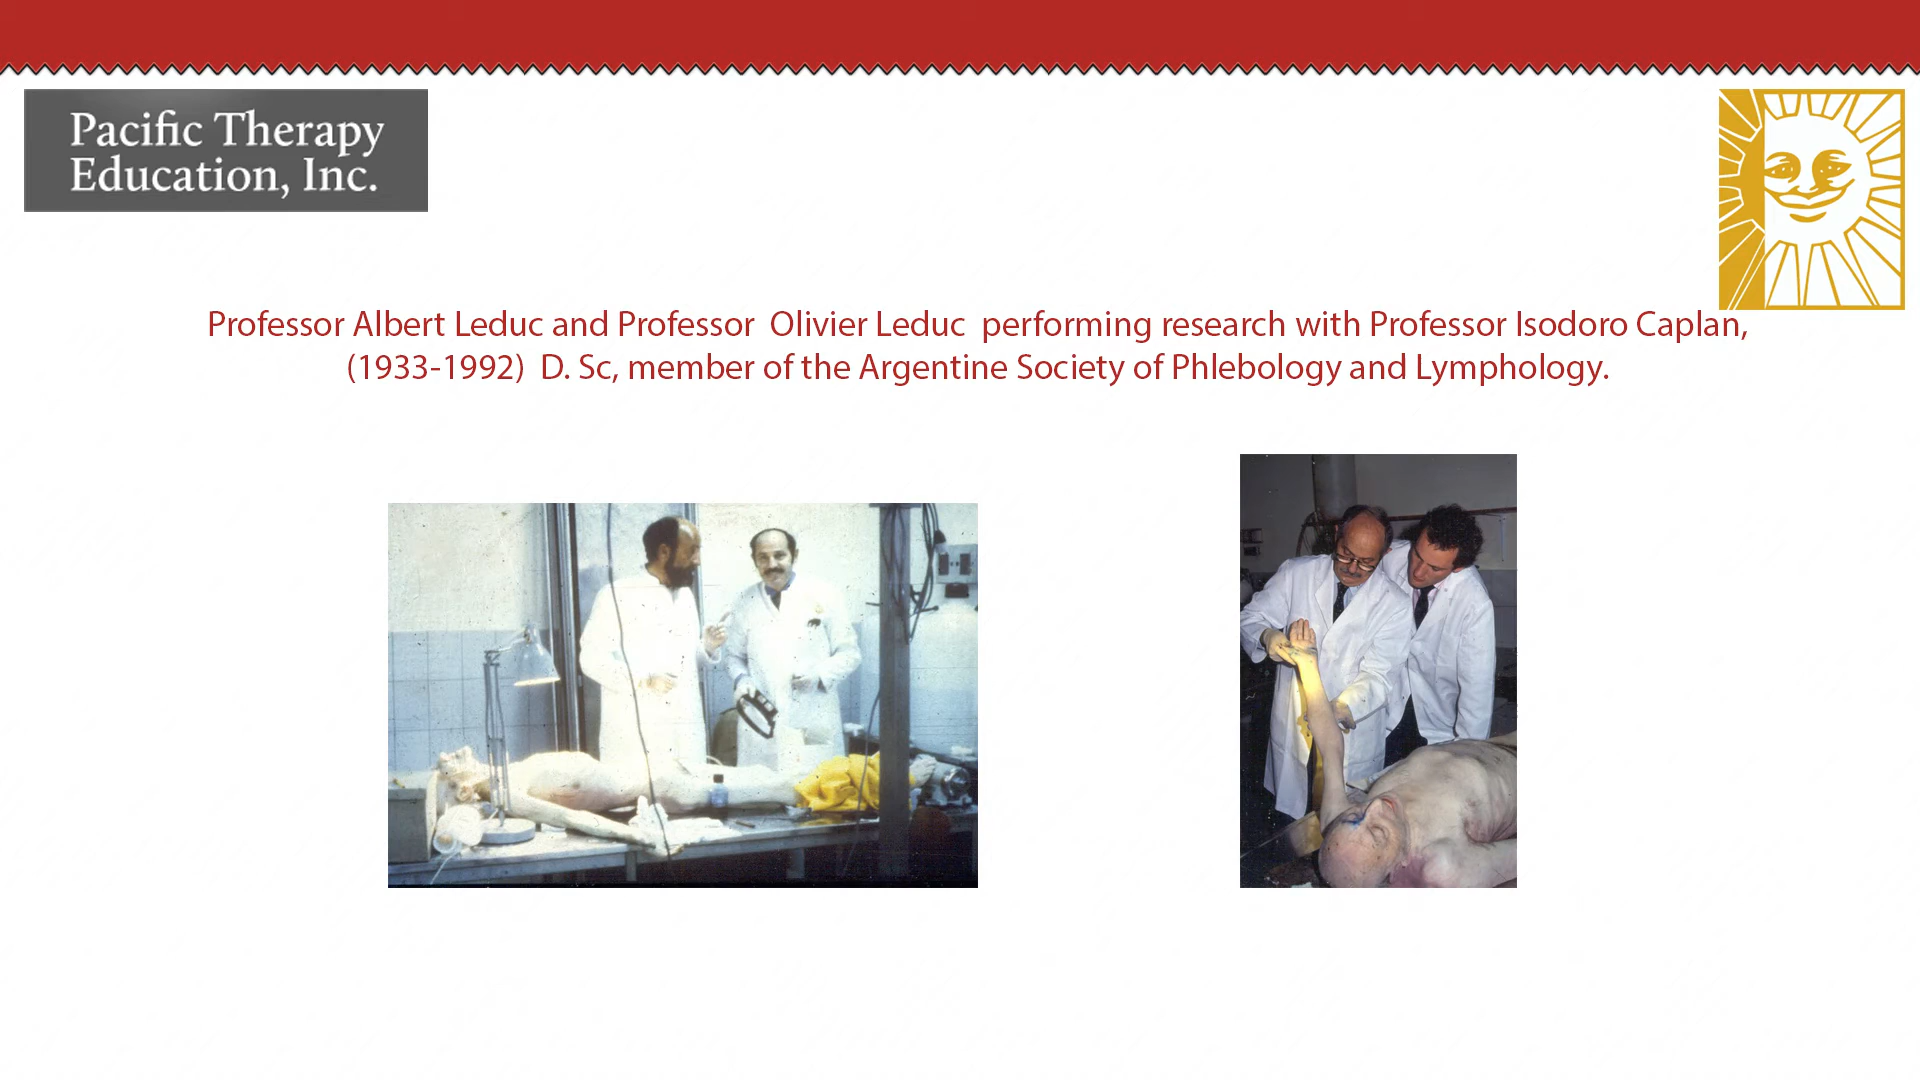 Pacific Therapy
Education, Inc.
Professor Albert Leduc and Professor  Olivier Leduc  performing research with Professor Isodoro Caplan,
(1933-1992)  D. Sc, member of the Argentine Society of Phlebology and Lymphology.